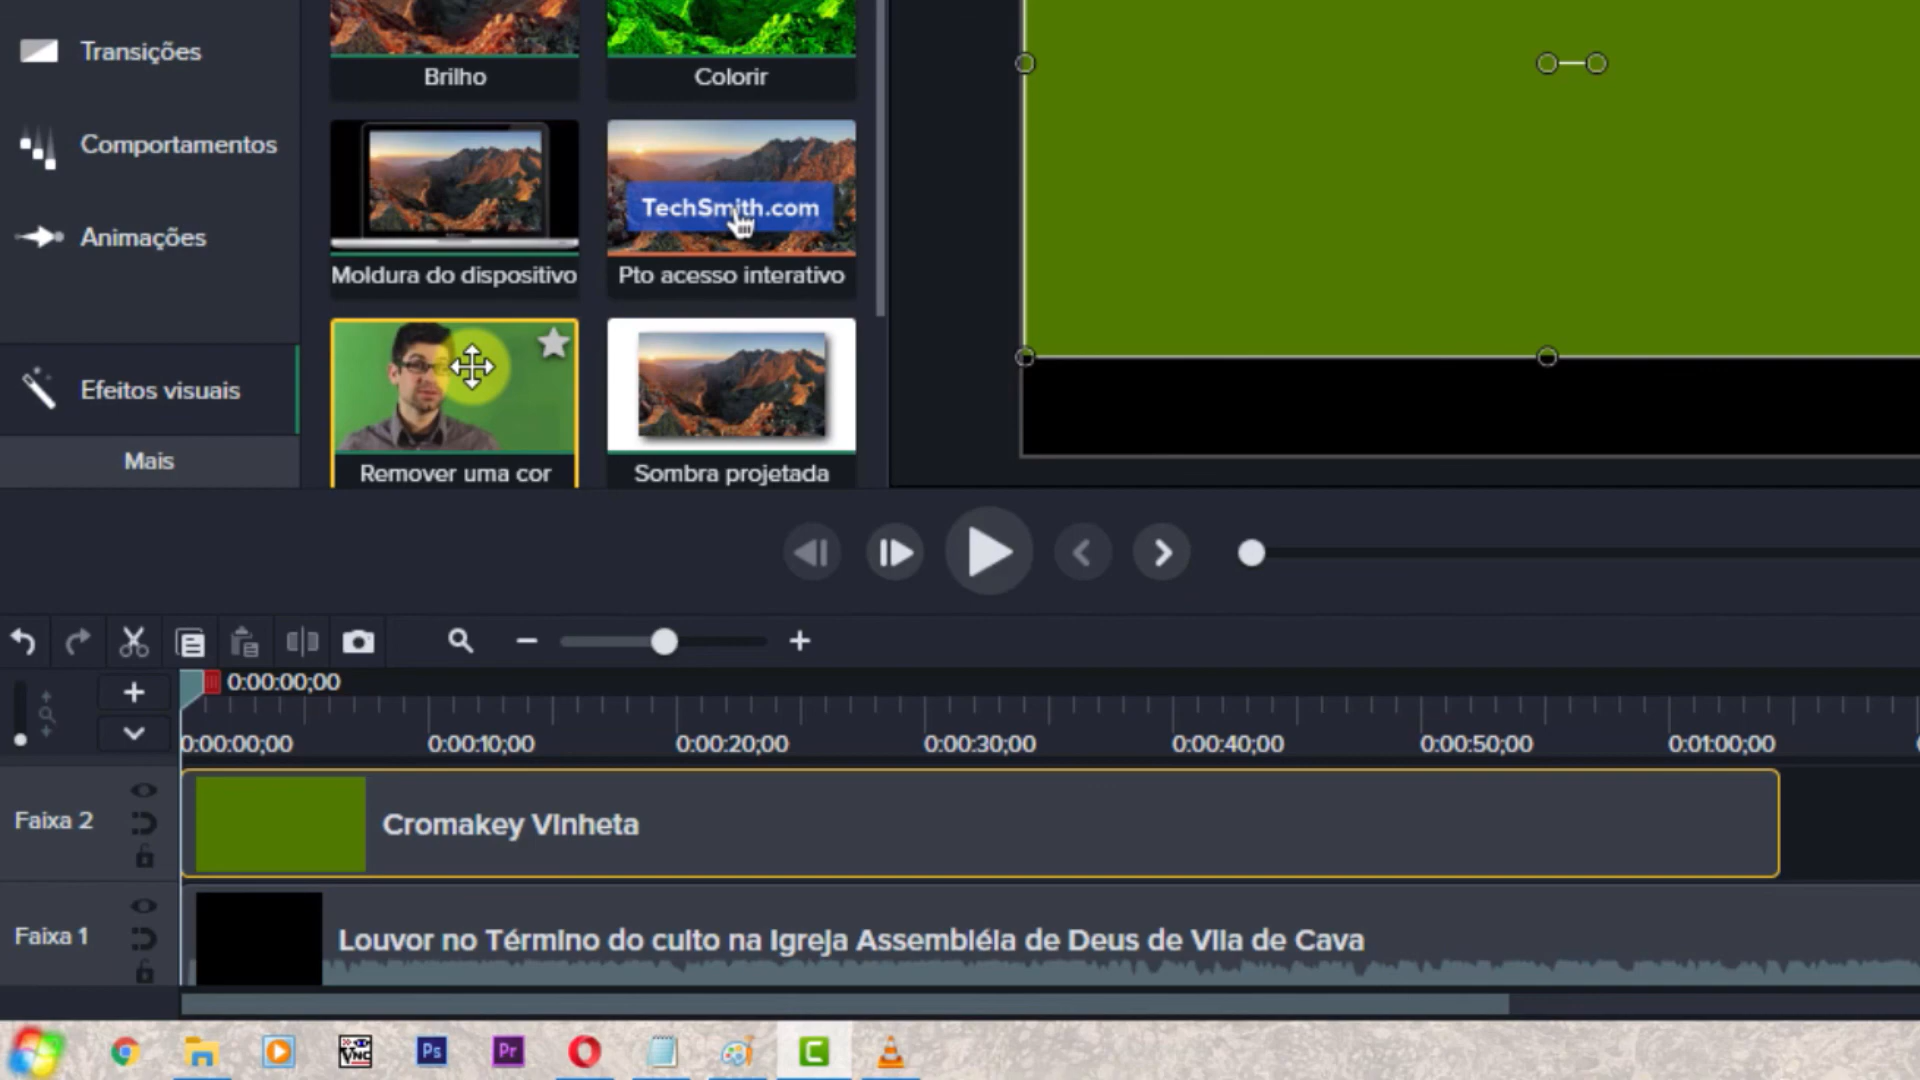 Transições
Brilho
Colorir
Comportamentos
TechSmith.com
Animações
Moldura do dispositivo
Pto acesso interativo
Efeitos visuais
Mais
Remover uma cor
Sombra projetada
0:00:00;00
0:00:00;00
0:00:10;00
0:00:20;00
0:00:30;00
0:00:40;00
0:00:50;00
0:01:00;00
Faixa 2
Cromakey VInheta
Faixa 1
Louvor no TérmIno do culto na Igreja Assembléia de Deus de Vila de Cava
VNC
Ps
Pr